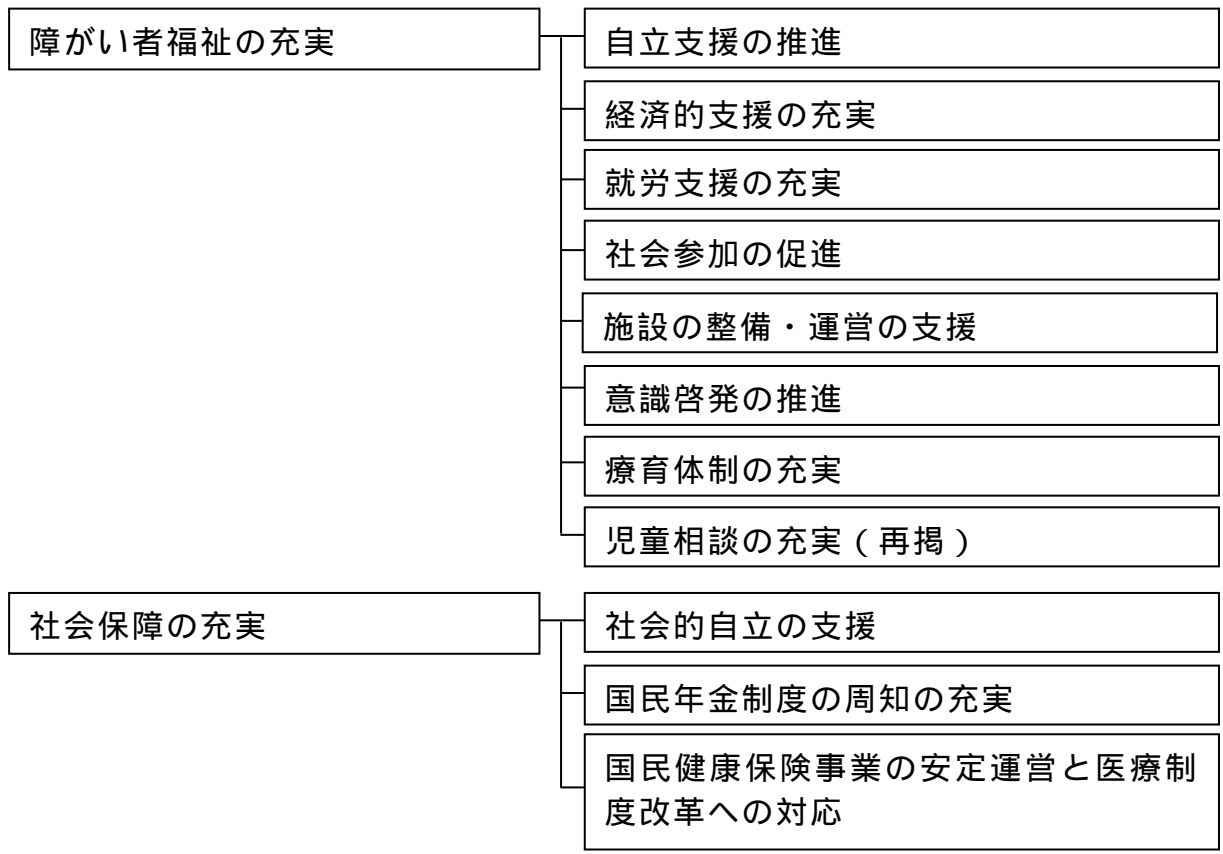 障がい者福祉の充実
自立支援の推進
経済的支援の充実
就労支援の充実
社会参加の促進
施設の整備・運営の支援
意識啓発の推進
療育体制の充実
児童相談の充実（再掲）
社会保障の充実
社会的自立の支援
国民年金制度の周知の充実
国民健康保険事業の安定運営と医療制
度改革への対応